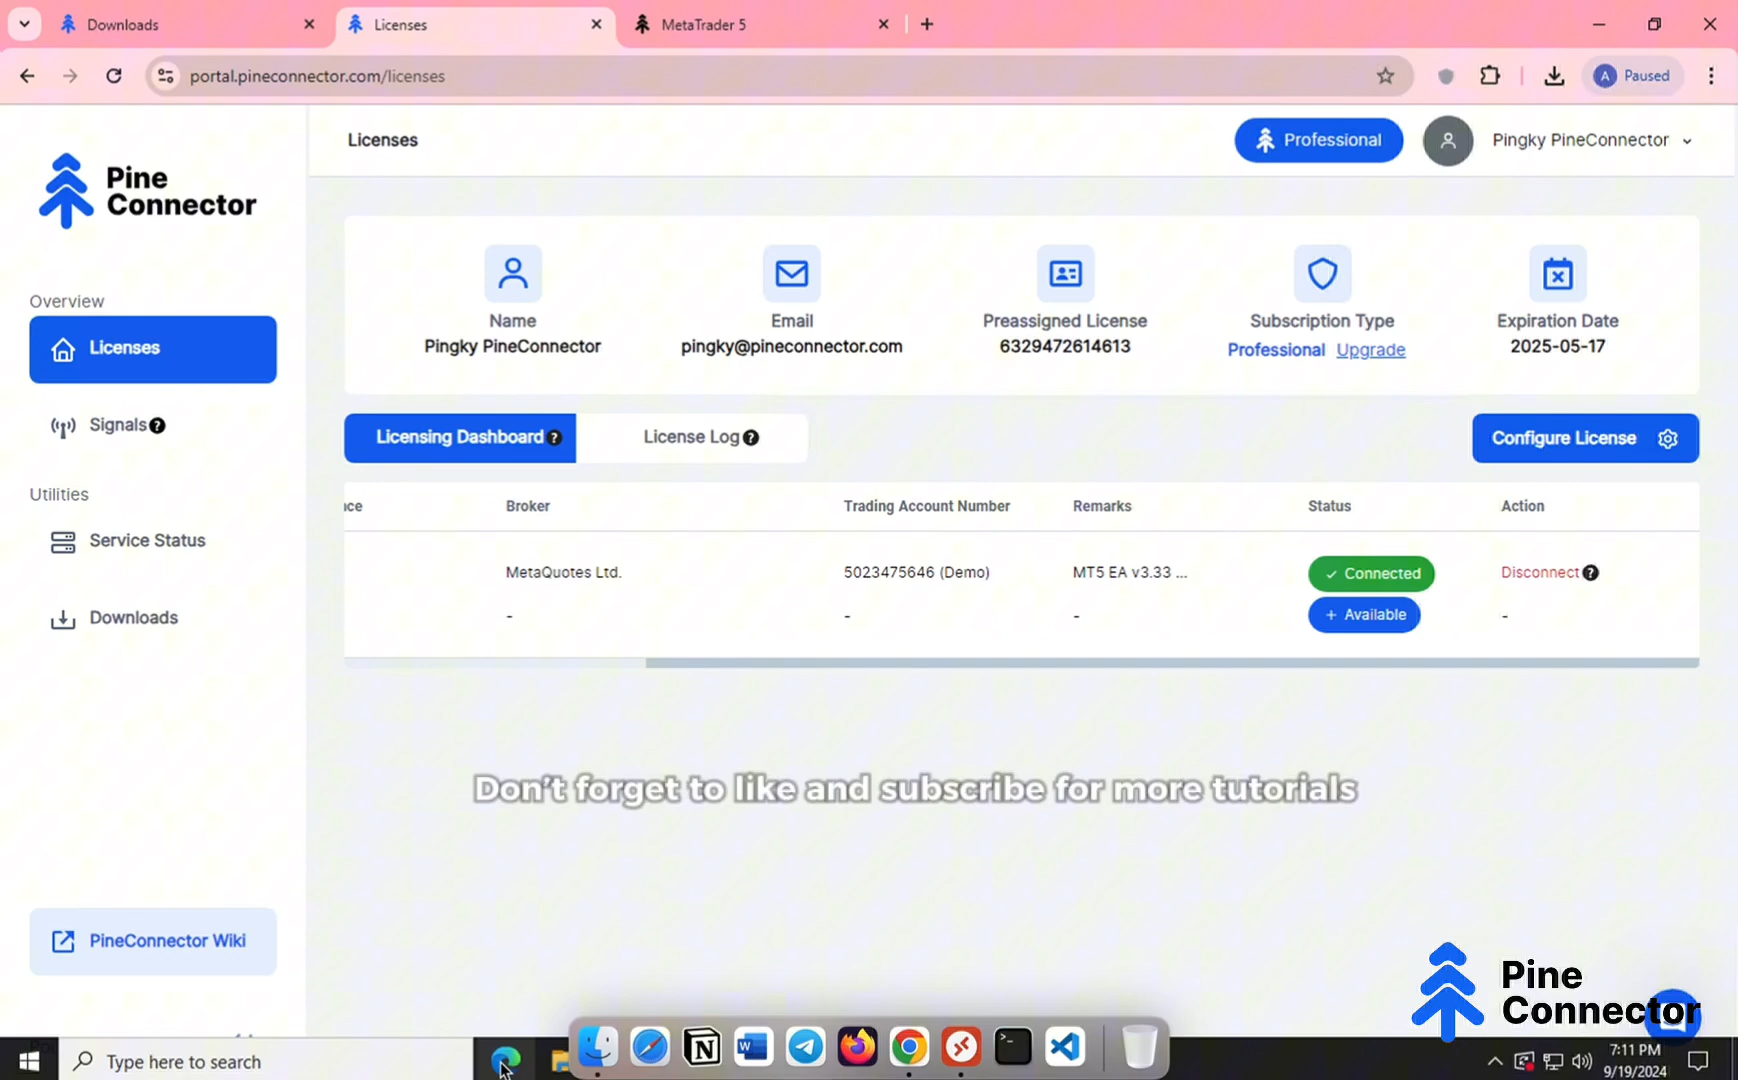 Downloads
Licenses
MetaTrader 5
portal.pineconnector.com/licenses
A Paused
Pine
Connector
Licenses
Professional
Pingky PineConnector
Overview
Licenses
Signals?
Utilities
Service Status
Downloads
PineConnector Wiki
Name
Pingky PineConnector
Email
pingky@pineconnector.com
Preassigned License
6329472614613
Subscription Type
Professional Upgrade
Expiration Date
2025-05-17
Licensing Dashboard?
License Log?
Configure License
Broker Trading Account Number Remarks Status Action
MetaQuotes Ltd. 5023475646 (Demo) MT5 EA v3.33 ... Connected Disconnect?
- - - + Available -
Don't forget to like and subscribe for more tutorials
Pine
Connector
Type here to search
N
W
>_
7:11 PM
9/19/2024